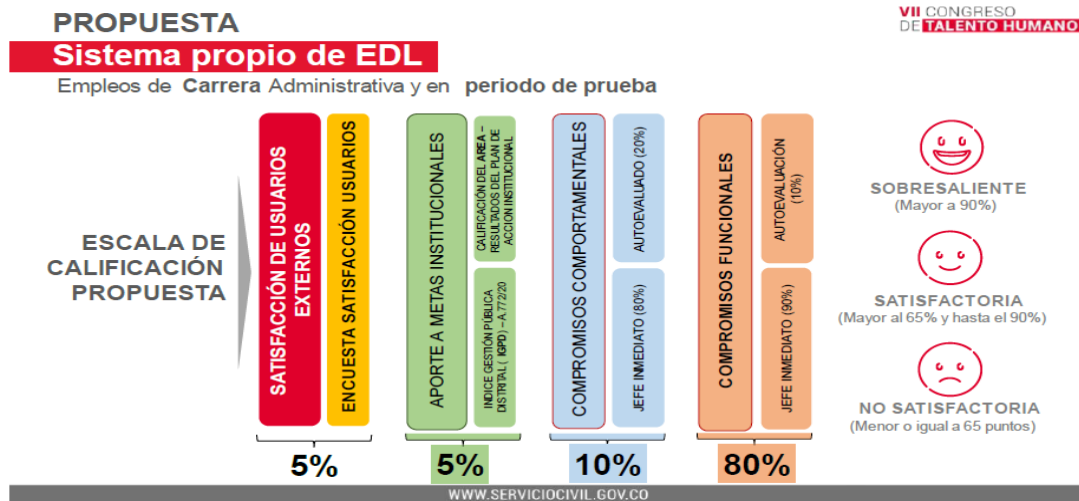 VII CONGRESO
DE TALENTO HUMANO
PROPUESTA
Sistema propio de EDL
Empleos de Carrera Administrativa y en periodo de prueba
ESCALA DE
CALIFICACIÓN
PROPUESTA
SATISFACCIÓN DE USUARIOS
EXTERNOS
ENCUESTA SATISFACCIÓN USUARIOS
5%
APORTE A METAS INSTITUCIONALES
CALIFICACIÓN DEL AREA –
RESULTADOS DEL PLAN DE
ACCION INSTITUCIONAL
INDICE GESTIÓN PÚBLICA
DISTRITAL ( IGPD ) – A.772/20
5%
COMPROMISOS COMPORTAMENTALES
AUTOEVALUADO (20%)
JEFE INMEDIATO (80%)
10%
COMPROMISOS FUNCIONALES
AUTOEVALUACIÓN
(10%)
JEFE INMEDIATO (90%)
80%
SOBRESALIENTE
(Mayor a 90%)
SATISFACTORIA
(Mayor al 65% y hasta el 90%)
NO SATISFACTORIA
(Menor o igual a 65 puntos)
WWW.SERVICIOCIVIL.GOV.CO